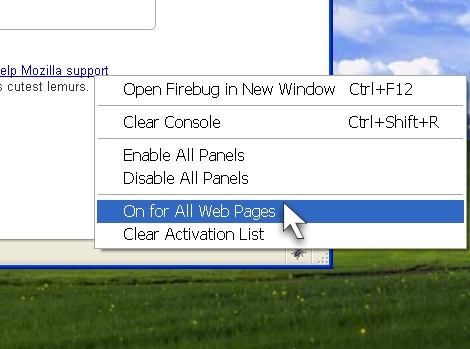 elp Mozilla support
s cutest lemurs.
Open Firebug in New Window Ctrl+F12
Clear Console Ctrl+Shift+R
Enable All Panels
Disable All Panels
On for All Web Pages
Clear Activation List